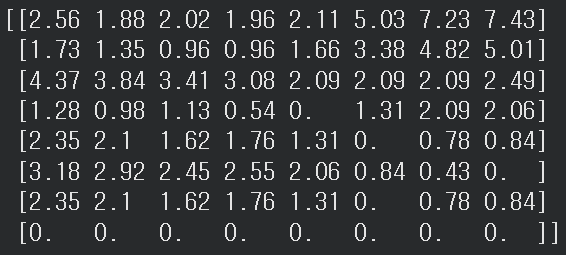 [[2.56 1.88 2.02 1.96 2.11 5.03 7.23 7.43]
[1.73 1.35 0.96 0.96 1.66 3.38 4.82 5.01]
[4.37 3.84 3.41 3.08 2.09 2.09 2.09 2.49]
[1.28 0.98 1.13 0.54 0. 1.31 2.09 2.06]
[2.35 2.1 1.62 1.76 1.31 0. 0.78 0.84]
[3.18 2.92 2.45 2.55 2.06 0.84 0.43 0. ]
[2.35 2.1 1.62 1.76 1.31 0. 0.78 0.84]
[0. 0. 0. 0. 0. 0. 0. 0. ]]